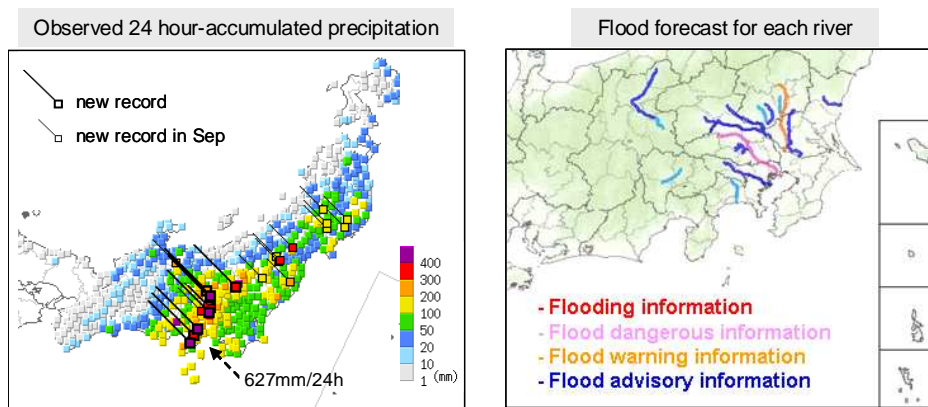 Observed 24 hour-accumulated precipitation
new record
new record in Sep
400
300
200
100
50
20
10
1 (mm)
627mm/24h
Flood forecast for each river
- Flooding information
- Flood dangerous information
- Flood warning information
- Flood advisory information